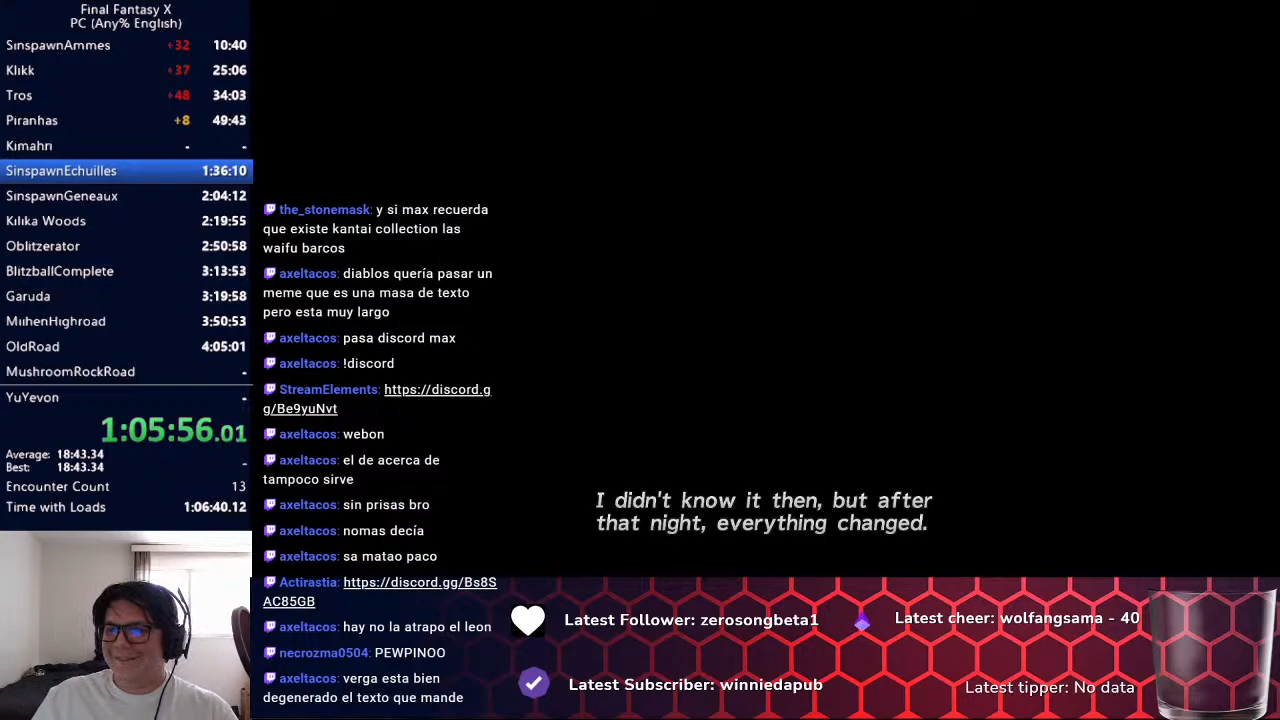 Final Fantasy X
PC (Any% English)
SinspawnAmmes +32 10:40
Klikk +37 25:06
Tros +48 34:03
Piranhas +8 49:43
Kimahri - -
SinspawnEchuilles 1:36:10
SinspawnGeneaux 2:04:12
Kilika Woods 2:19:55
Oblitzerator 2:50:58
BlitzballComplete 3:13:53
Garuda 3:19:58
MiihenHighroad 3:50:53
OldRoad 4:05:01
MushroomRockRoad -
YuYevon -
1:05:56.01
Average: 18:43.34
Best: 18:43.34 -
Encounter Count 13
Time with Loads 1:06:40.12
the_stonemask: y si max recuerda
que existe kantai collection las
waifu barcos
axeltacos: diablos quería pasar un
meme que es una masa de texto
pero esta muy largo
axeltacos: pasa discord max
axeltacos: !discord
StreamElements: https://discord.g
g/Be9yuNvt
axeltacos: webon
axeltacos: el de acerca de
tampoco sirve
axeltacos: sin prisas bro
axeltacos: nomas decía
axeltacos: sa matao paco
Actirastia: https://discord.gg/Bs8S
AC85GB
axeltacos: hay no la atrapo el leon
necrozma0504: PEWPINOO
axeltacos: verga esta bien
degenerado el texto que mande
I didn't know it then, but after
that night, everything changed.
Latest Follower: zerosongbeta1
Latest cheer: wolfangsama - 40
Latest Subscriber: winniedapub
Latest tipper: No data